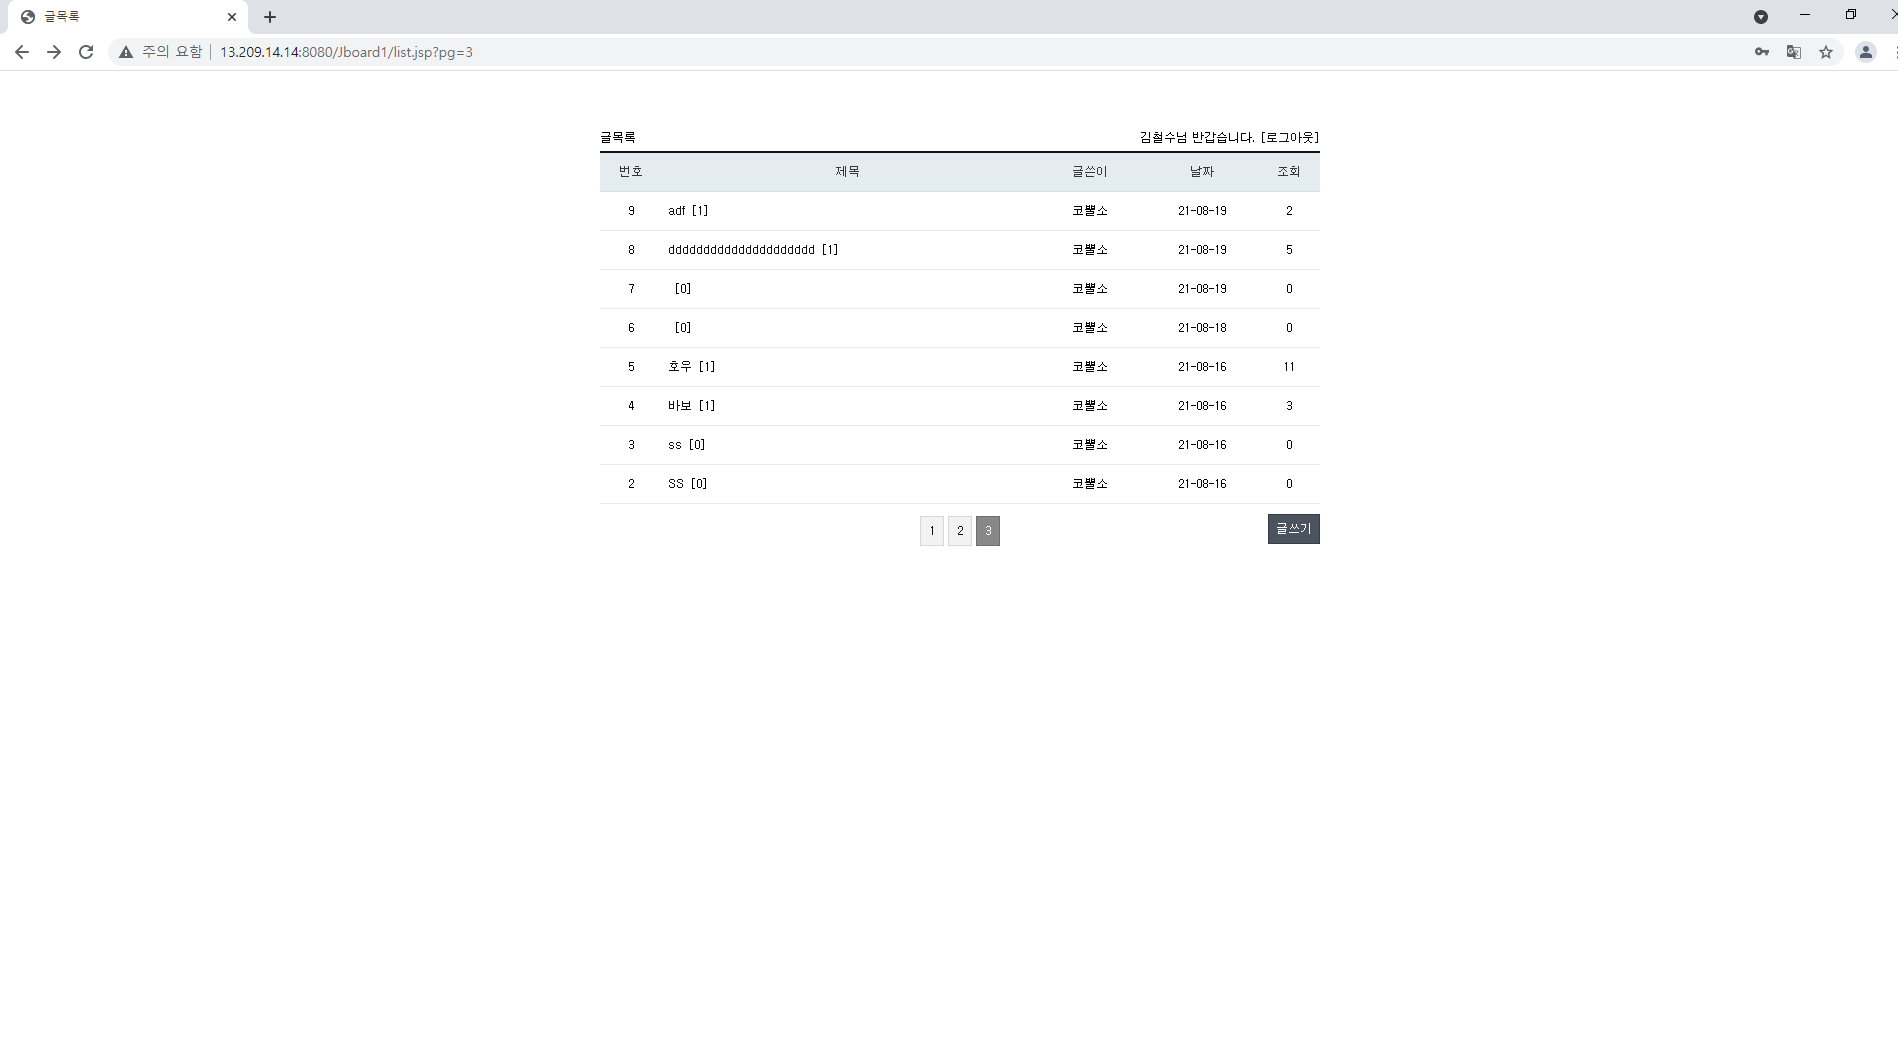 글목록
주의 요함 | 13.209.14.14:8080/Jboard1/list.jsp?pg=3
글목록 김철수님 반갑습니다. [로그아웃]
번호 제목 글쓴이 날짜 조회
9 adf [1] 코뿔소 21-08-19 2
8 ddddddddddddddddddddd [1] 코뿔소 21-08-19 5
7 [0] 코뿔소 21-08-19 0
6 [0] 코뿔소 21-08-18 0
5 호우 [1] 코뿔소 21-08-16 11
4 바보 [1] 코뿔소 21-08-16 3
3 ss [0] 코뿔소 21-08-16 0
2 SS [0] 코뿔소 21-08-16 0
1 2 3 글쓰기